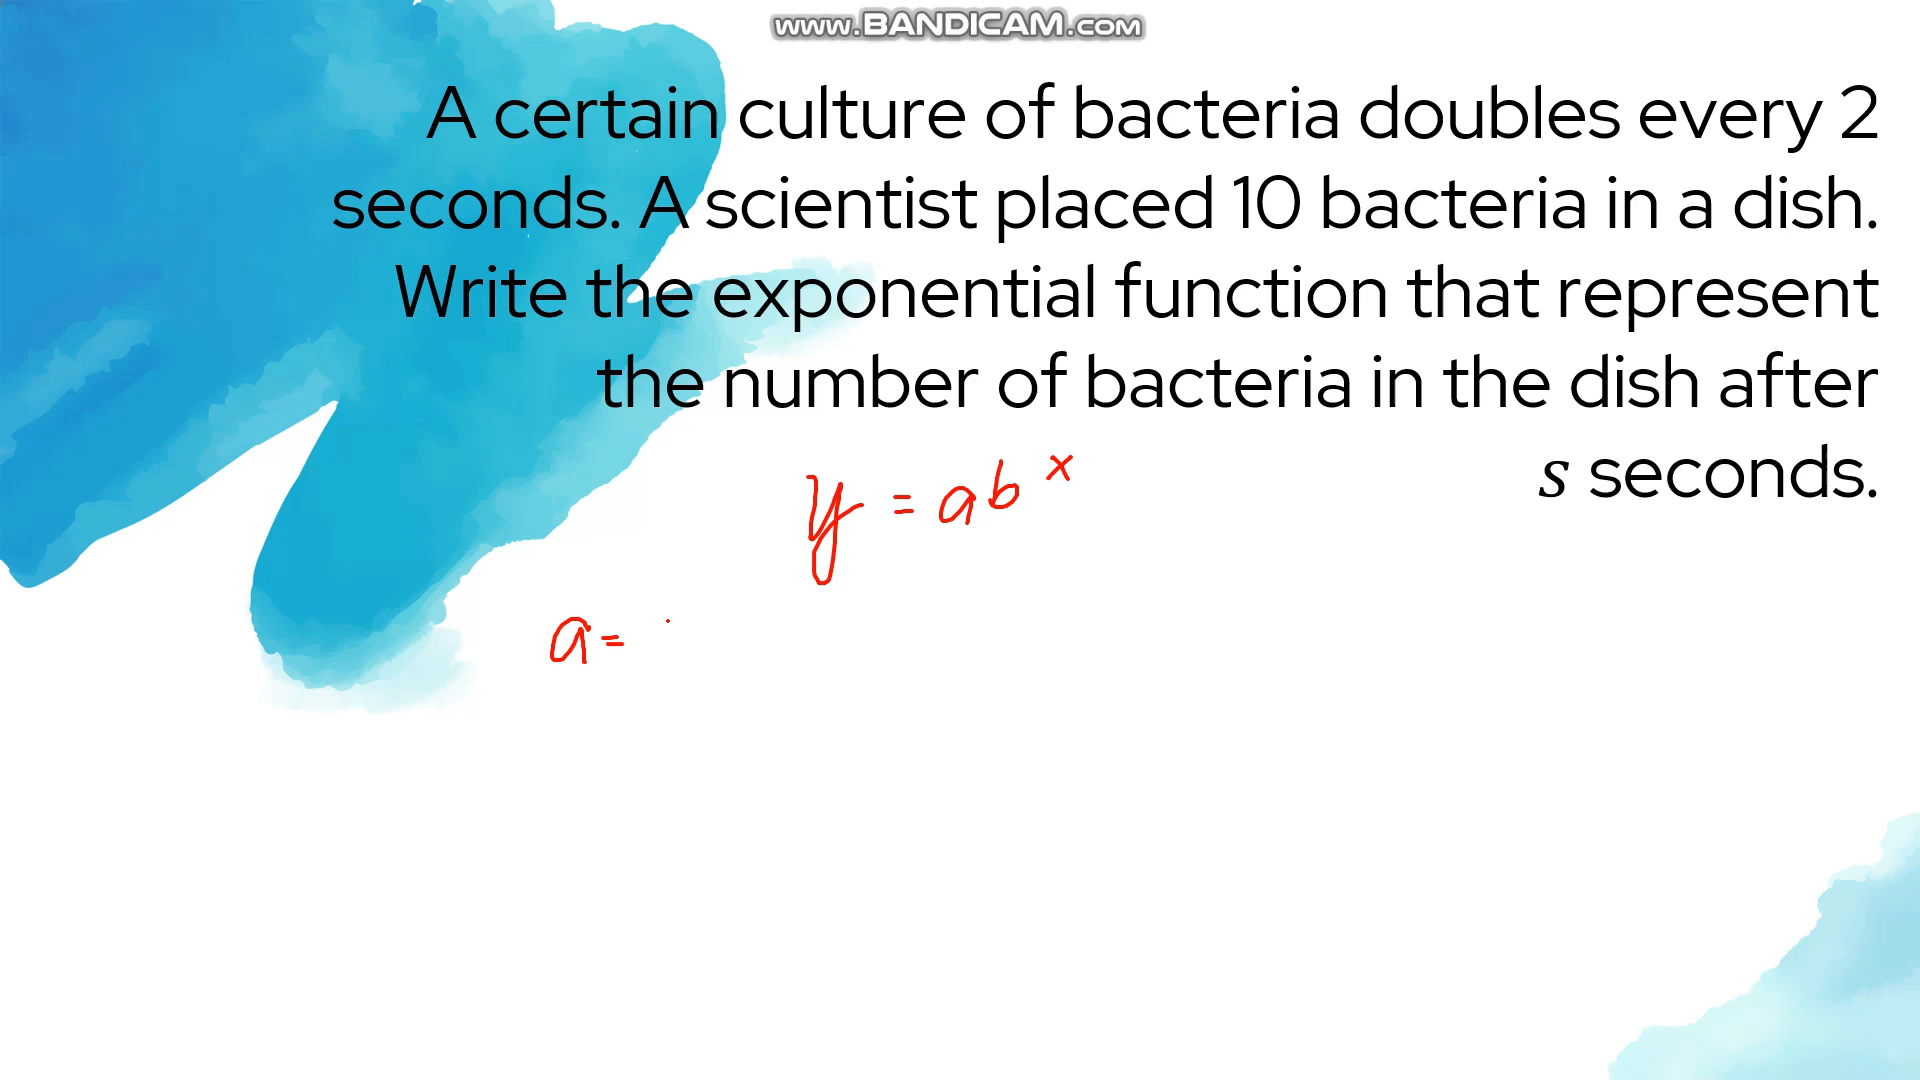 www.BANDICAM.com
A certain culture of bacteria doubles every 2
seconds. A scientist placed 10 bacteria in a dish.
Write the exponential function that represent
the number of bacteria in the dish after
s seconds.
y = ab^x
a=